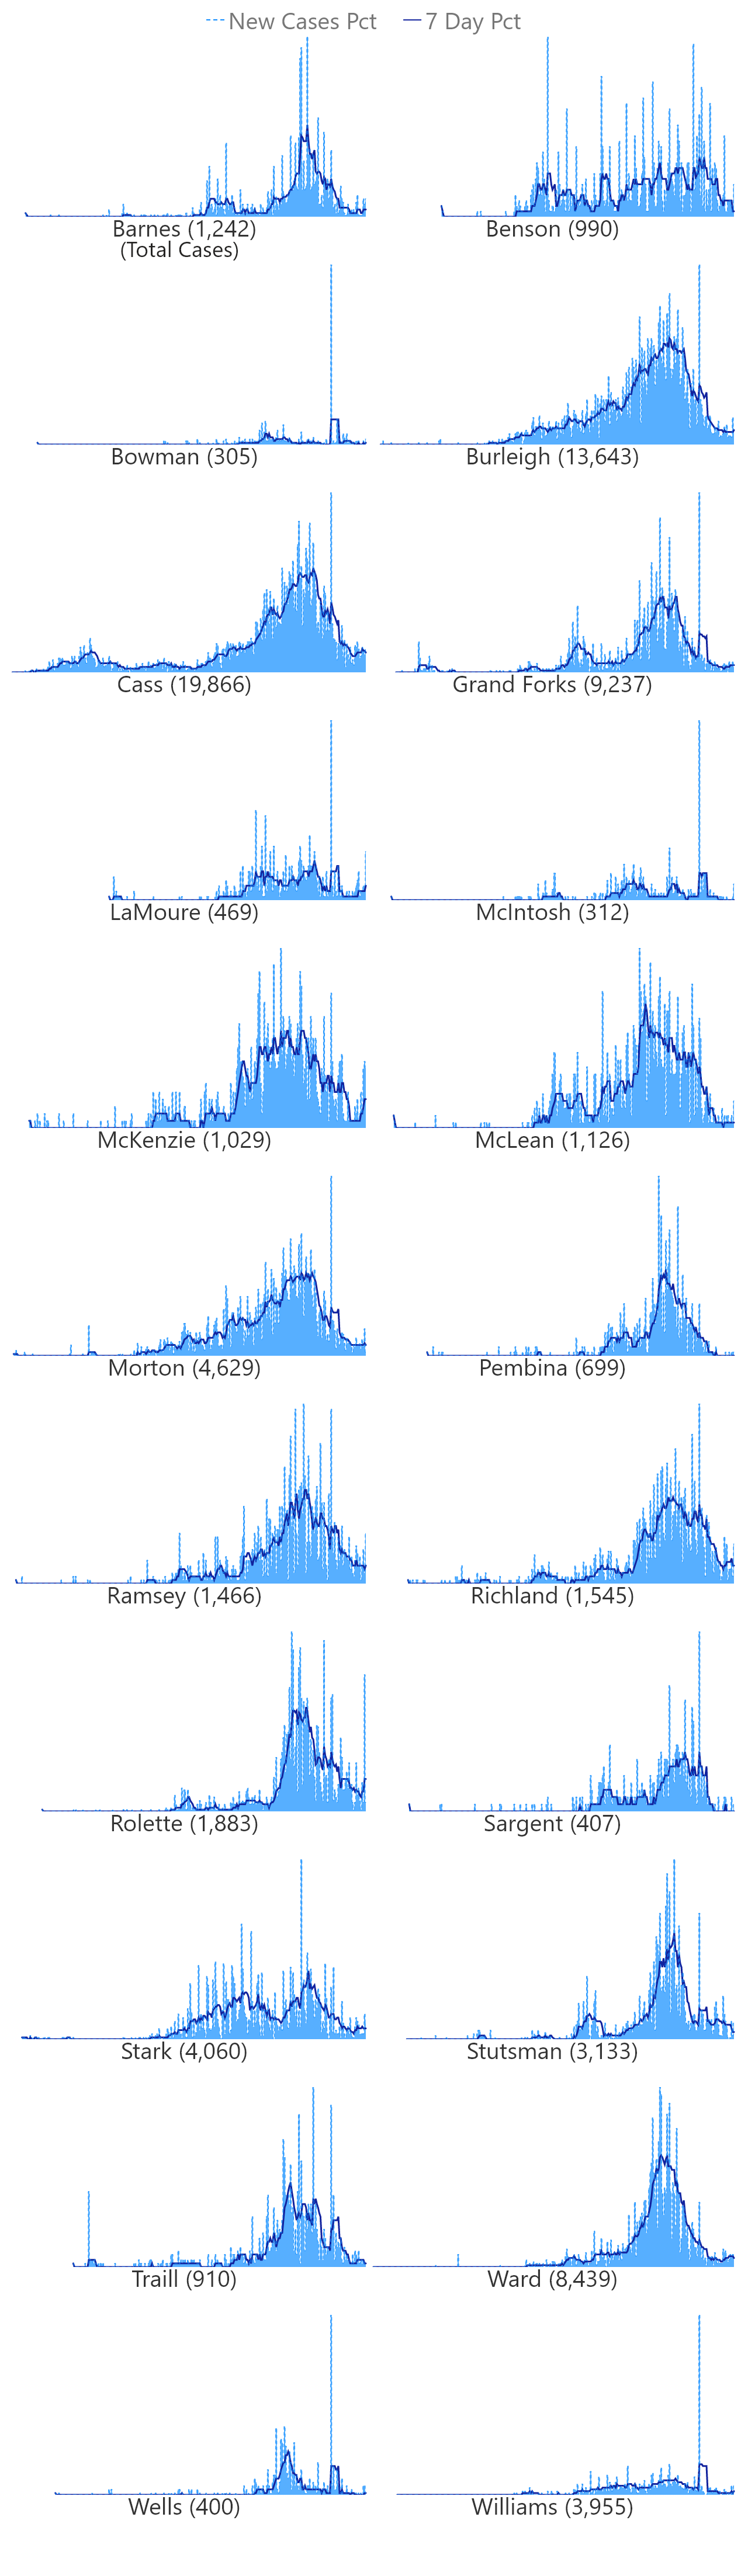 New Cases Pct 7 Day Pct
Barnes (1,242) Benson (990)
(Total Cases)
Bowman (305) Burleigh (13,643)
Cass (19,866) Grand Forks (9,237)
LaMoure (469) McIntosh (312)
McKenzie (1,029) McLean (1,126)
Morton (4,629) Pembina (699)
Ramsey (1,466) Richland (1,545)
Rolette (1,883) Sargent (407)
Stark (4,060) Stutsman (3,133)
Traill (910) Ward (8,439)
Wells (400) Williams (3,955)